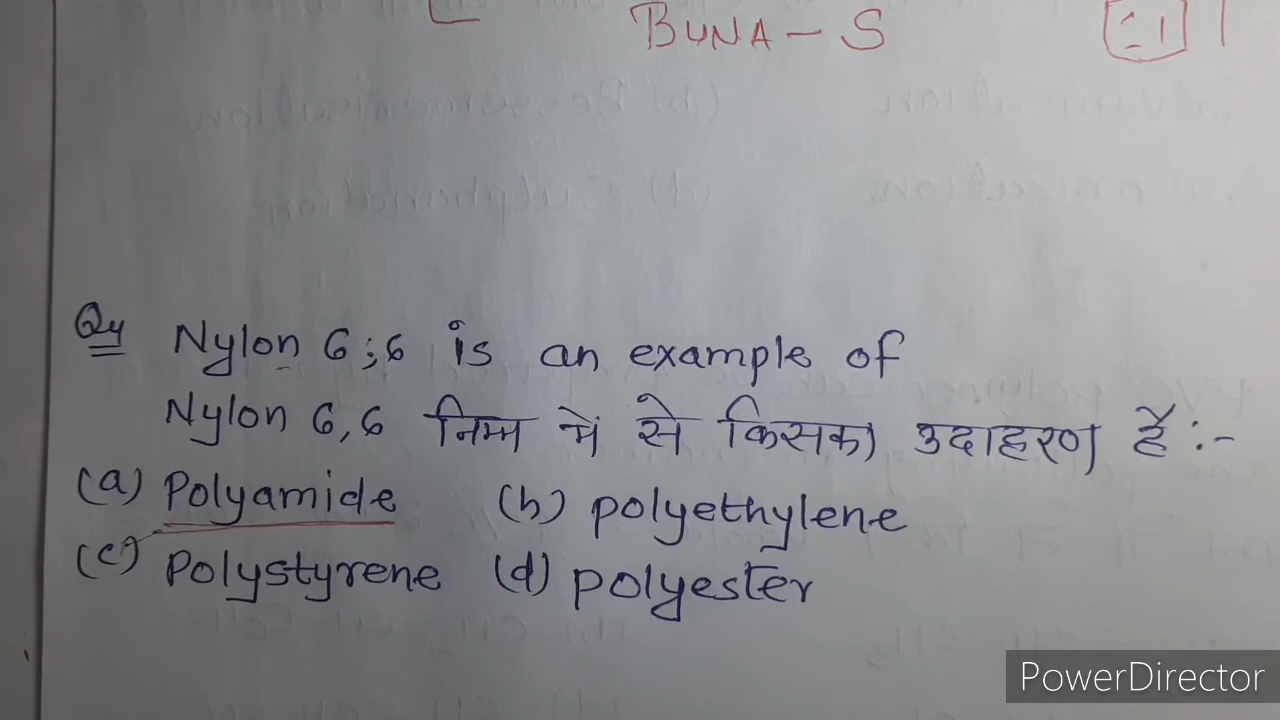 BUNA - S
Q4 Nylon 6;6 is an example of
Nylon 6,6 निम्न में से किसका उदाहरण है :-
(a) Polyamide (b) polyethylene
(c) Polystyrene (d) polyester
PowerDirector